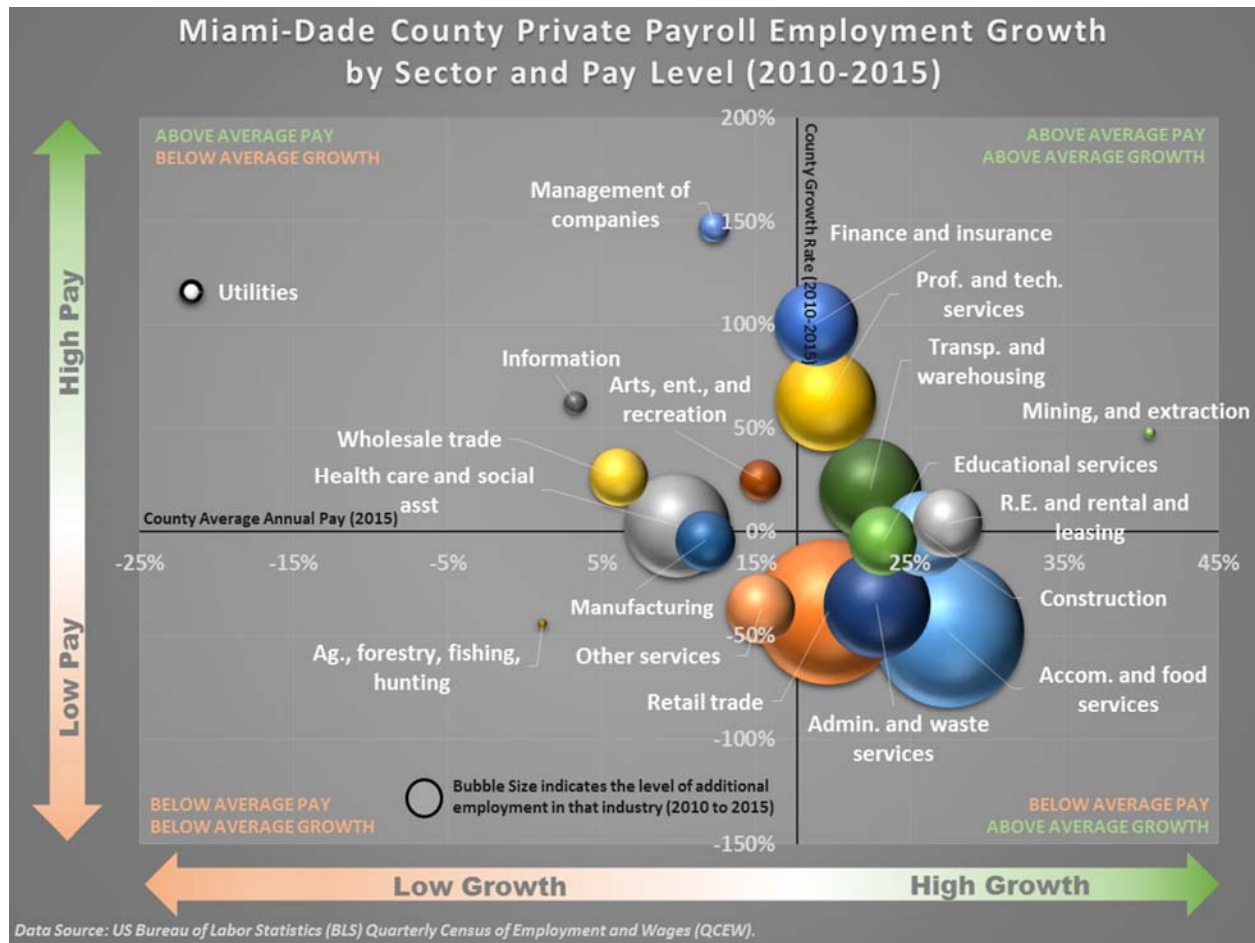 Miami-Dade County Private Payroll Employment Growth
by Sector and Pay Level (2010-2015)
200%
ABOVE AVERAGE PAY
BELOW AVERAGE GROWTH
ABOVE AVERAGE PAY
ABOVE AVERAGE GROWTH
County Growth Rate (2010-2015)
Management of
companies
150%
Finance and insurance
Utilities
Prof. and tech.
services
100%
Information
Transp. and
warehousing
Arts, ent., and
recreation
Mining, and extraction
50%
Wholesale trade
Educational services
Health care and social
asst
R.E. and rental and
leasing
County Average Annual Pay (2015)
0%
-25%
-15%
-5%
5%
15%
25%
35%
45%
Manufacturing
Construction
-50%
Ag., forestry, fishing,
hunting
Other services
Retail trade
Accom. and food
services
Admin. and waste
services
-100%
Bubble Size indicates the level of additional
employment in that industry (2010 to 2015)
BELOW AVERAGE PAY
BELOW AVERAGE GROWTH
BELOW AVERAGE PAY
ABOVE AVERAGE GROWTH
-150%
High Pay
Low Pay
Low Growth
High Growth
Data Source: US Bureau of Labor Statistics (BLS) Quarterly Census of Employment and Wages (QCEW).